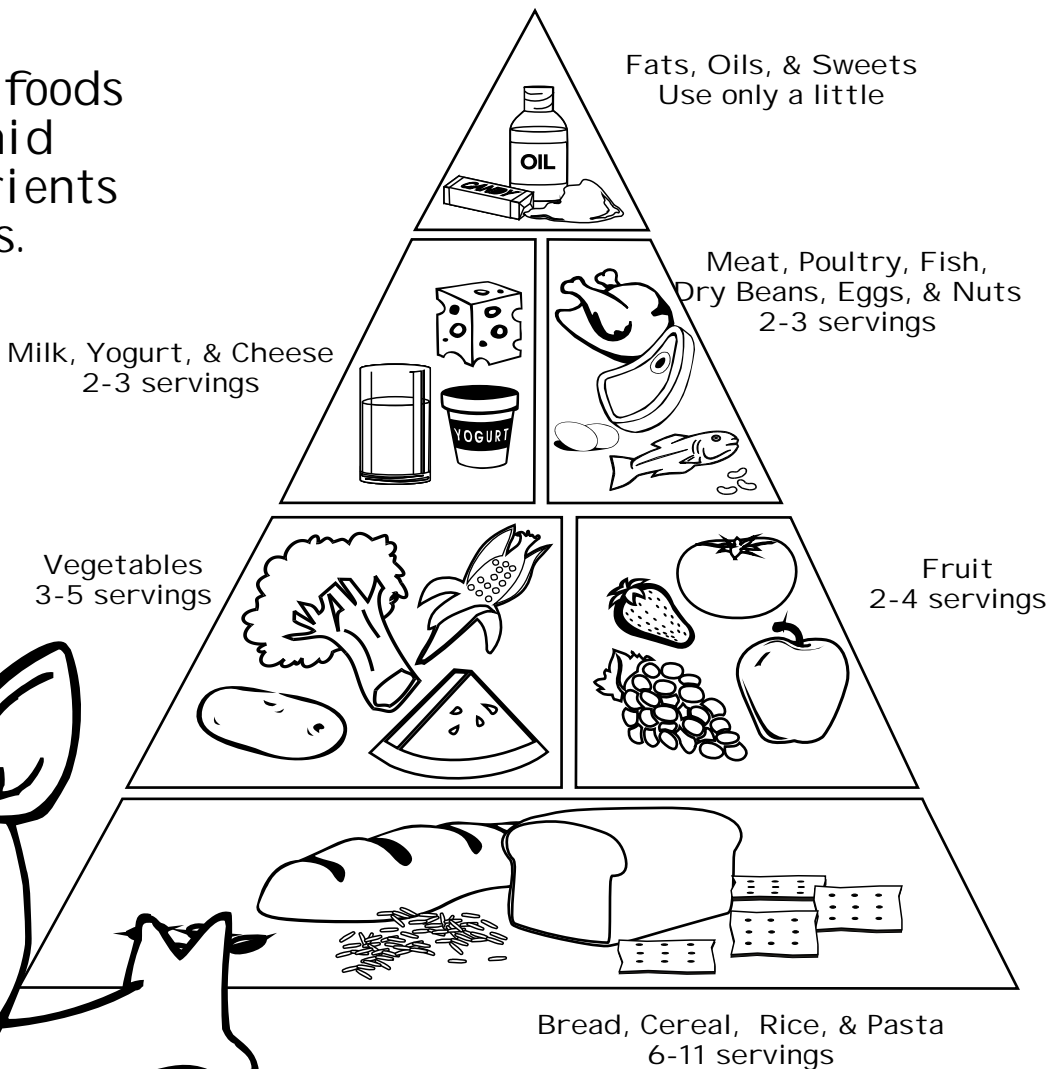 foods
Fats, Oils, & Sweets
Use only a little
OIL
CANDY
Meat, Poultry, Fish,
Dry Beans, Eggs, & Nuts
2-3 servings
Milk, Yogurt, & Cheese
2-3 servings
YOGURT
Vegetables
3-5 servings
Fruit
2-4 servings
Bread, Cereal, Rice, & Pasta
6-11 servings